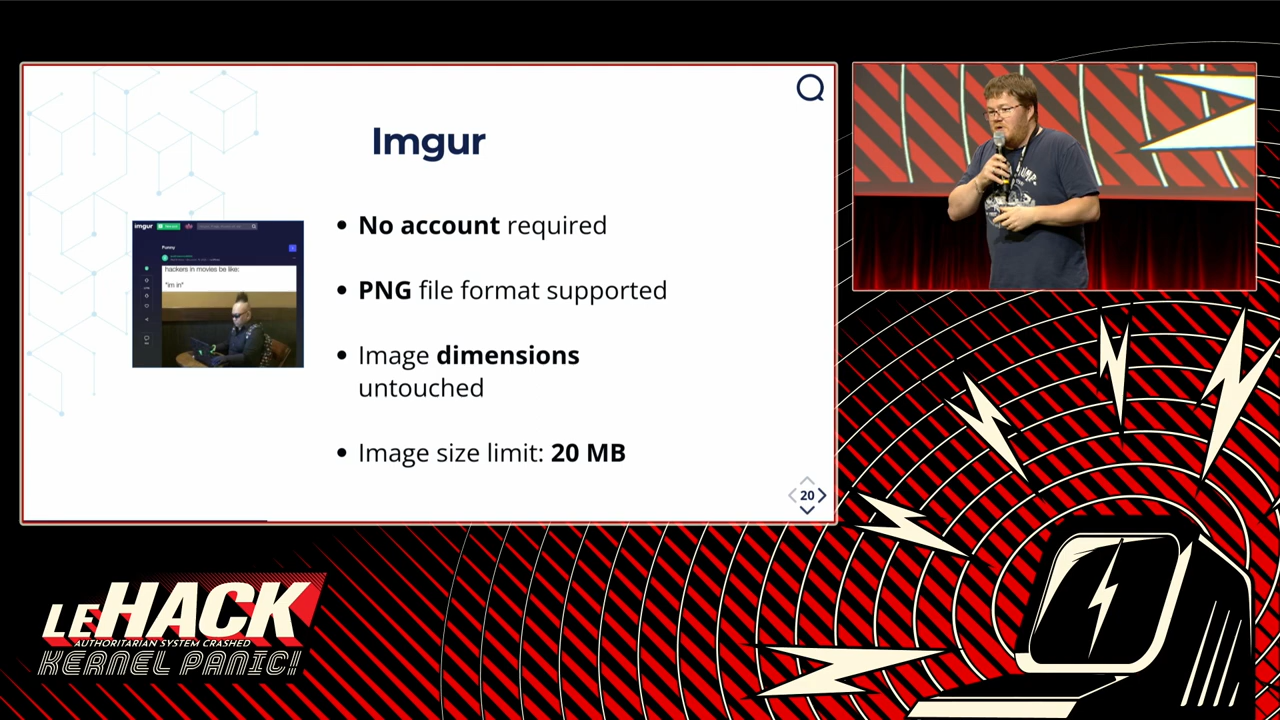 Imgur
No account required
PNG file format supported
Image dimensions
untouched
Image size limit: 20 MB
imgur
Funny
hackers in movies be like:
"im in"
20
LEHACK
AUTHORITARIAN SYSTEM CRASHED
KERNEL PANIC!